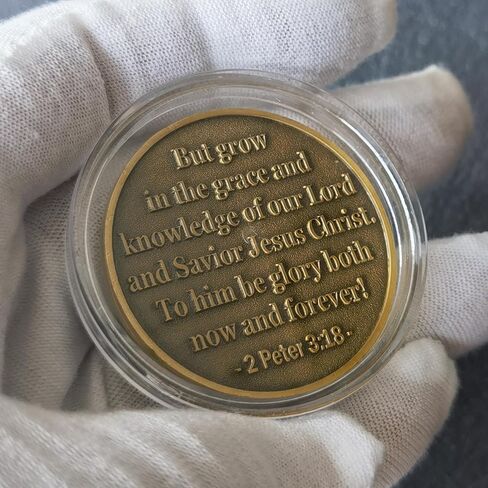 But grow
in the grace and
knowledge of our Lord
and Savior Jesus Christ.
To him be glory both
now and forever!
- 2 Peter 3:18 -